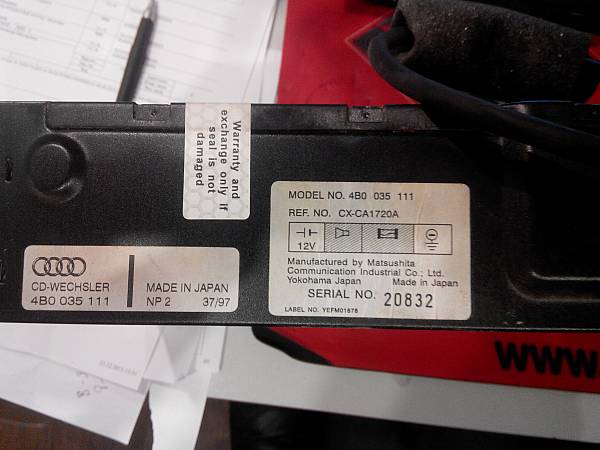 Warranty and
exchange only if
seal is not
damaged
MODEL NO. 4B0 035 111
REF. NO. CX-CA1720A
12V
Manufactured by Matsushita
Communication Industrial Co.; Ltd.
Yokohama Japan Made in Japan
SERIAL NO. 20832
LABEL NO. YEFM01678
CD-WECHSLER
4B0 035 111
MADE IN JAPAN
NP 2 37/97
www.